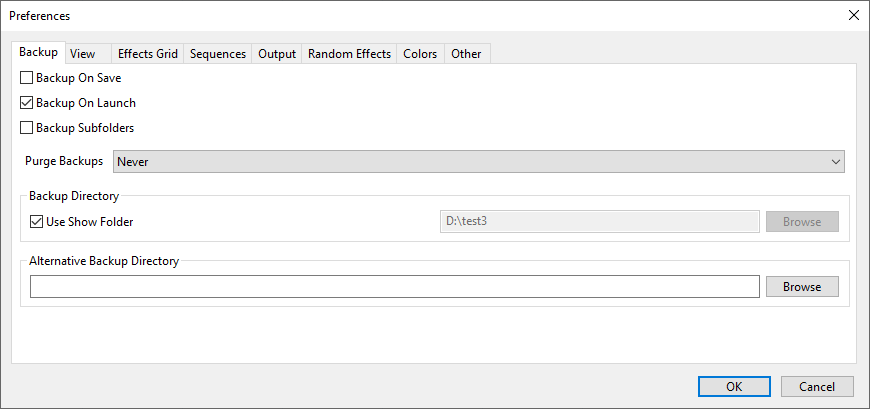 Preferences
Backup View Effects Grid Sequences Output Random Effects Colors Other
Backup On Save
Backup On Launch
Backup Subfolders
Purge Backups Never
Backup Directory
Use Show Folder D:\test3 Browse
Alternative Backup Directory
Browse
OK Cancel